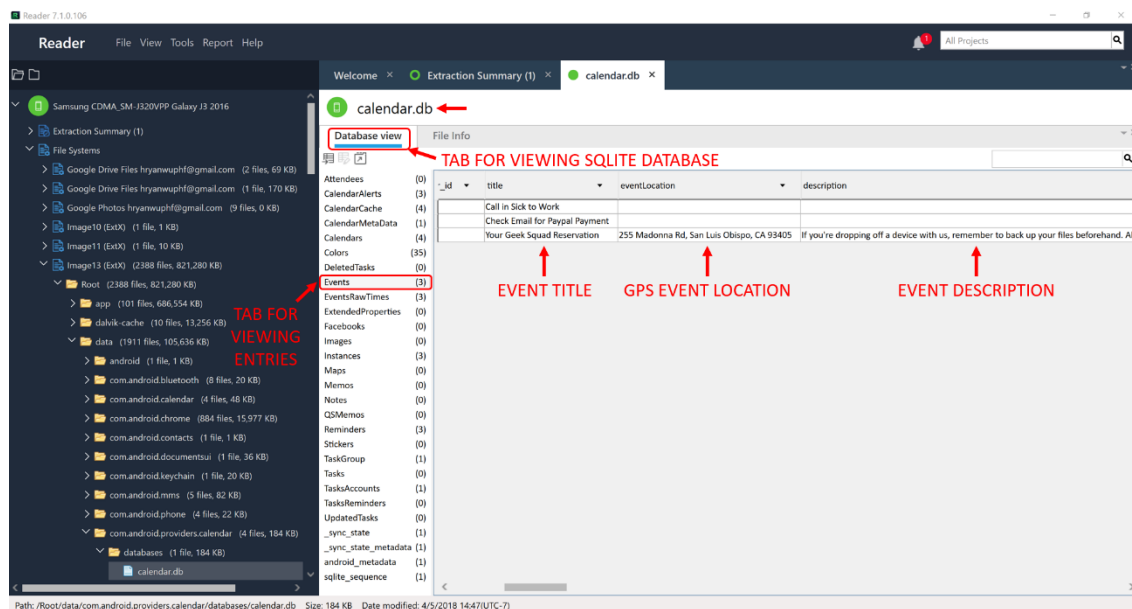 Reader 7.1.0.106
Reader File View Tools Report Help
1
All Projects
Welcome × Extraction Summary (1) × calendar.db ×
Samsung CDMA_SM-J320VPP Galaxy J3 2016
Extraction Summary (1)
File Systems
Google Drive Files hryanwuphf@gmail.com (2 files, 69 KB)
Google Drive Files hryanwuphf@gmail.com (1 file, 170 KB)
Google Photos hryanwuphf@gmail.com (9 files, 0 KB)
Image10 (ExtX) (1 file, 1 KB)
Image11 (ExtX) (1 file, 10 KB)
Image13 (ExtX) (2388 files, 821,280 KB)
Root (2388 files, 821,280 KB)
app (101 files, 686,554 KB)
dalvik-cache (10 files, 13,256 KB)
data (1911 files, 105,636 KB)
android (1 file, 1 KB)
com.android.bluetooth (8 files, 20 KB)
com.android.calendar (4 files, 48 KB)
com.android.chrome (884 files, 15,977 KB)
com.android.contacts (1 file, 1 KB)
com.android.documentsui (1 file, 36 KB)
com.android.keychain (1 file, 20 KB)
com.android.mms (5 files, 82 KB)
com.android.phone (4 files, 22 KB)
com.android.providers.calendar (4 files, 184 KB)
databases (1 file, 184 KB)
calendar.db
TAB FOR
VIEWING
ENTRIES
calendar.db
Database view File Info
TAB FOR VIEWING SQLITE DATABASE
Attendees (0)
CalendarAlerts (3)
CalendarCache (4)
CalendarMetaData (1)
Calendars (4)
Colors (35)
DeletedTasks (0)
Events (3)
EventsRawTimes (3)
ExtendedProperties (0)
Facebooks (0)
Images (0)
Instances (3)
Maps (0)
Memos (0)
Notes (0)
QSMemos (0)
Reminders (3)
Stickers (0)
TaskGroup (1)
Tasks (0)
TasksAccounts (1)
TasksReminders (0)
UpdatedTasks (0)
_sync_state (1)
_sync_state_metadata (1)
android_metadata (1)
sqlite_sequence (1)
_id title eventLocation description
Call in Sick to Work
Check Email for Paypal Payment
Your Geek Squad Reservation 255 Madonna Rd, San Luis Obispo, CA 93405 If you're dropping off a device with us, remember to back up your files beforehand.
EVENT TITLE GPS EVENT LOCATION EVENT DESCRIPTION
Path: /Root/data/com.android.providers.calendar/databases/calendar.db Size: 184 KB Date modified: 4/5/2018 14:47(UTC-7)